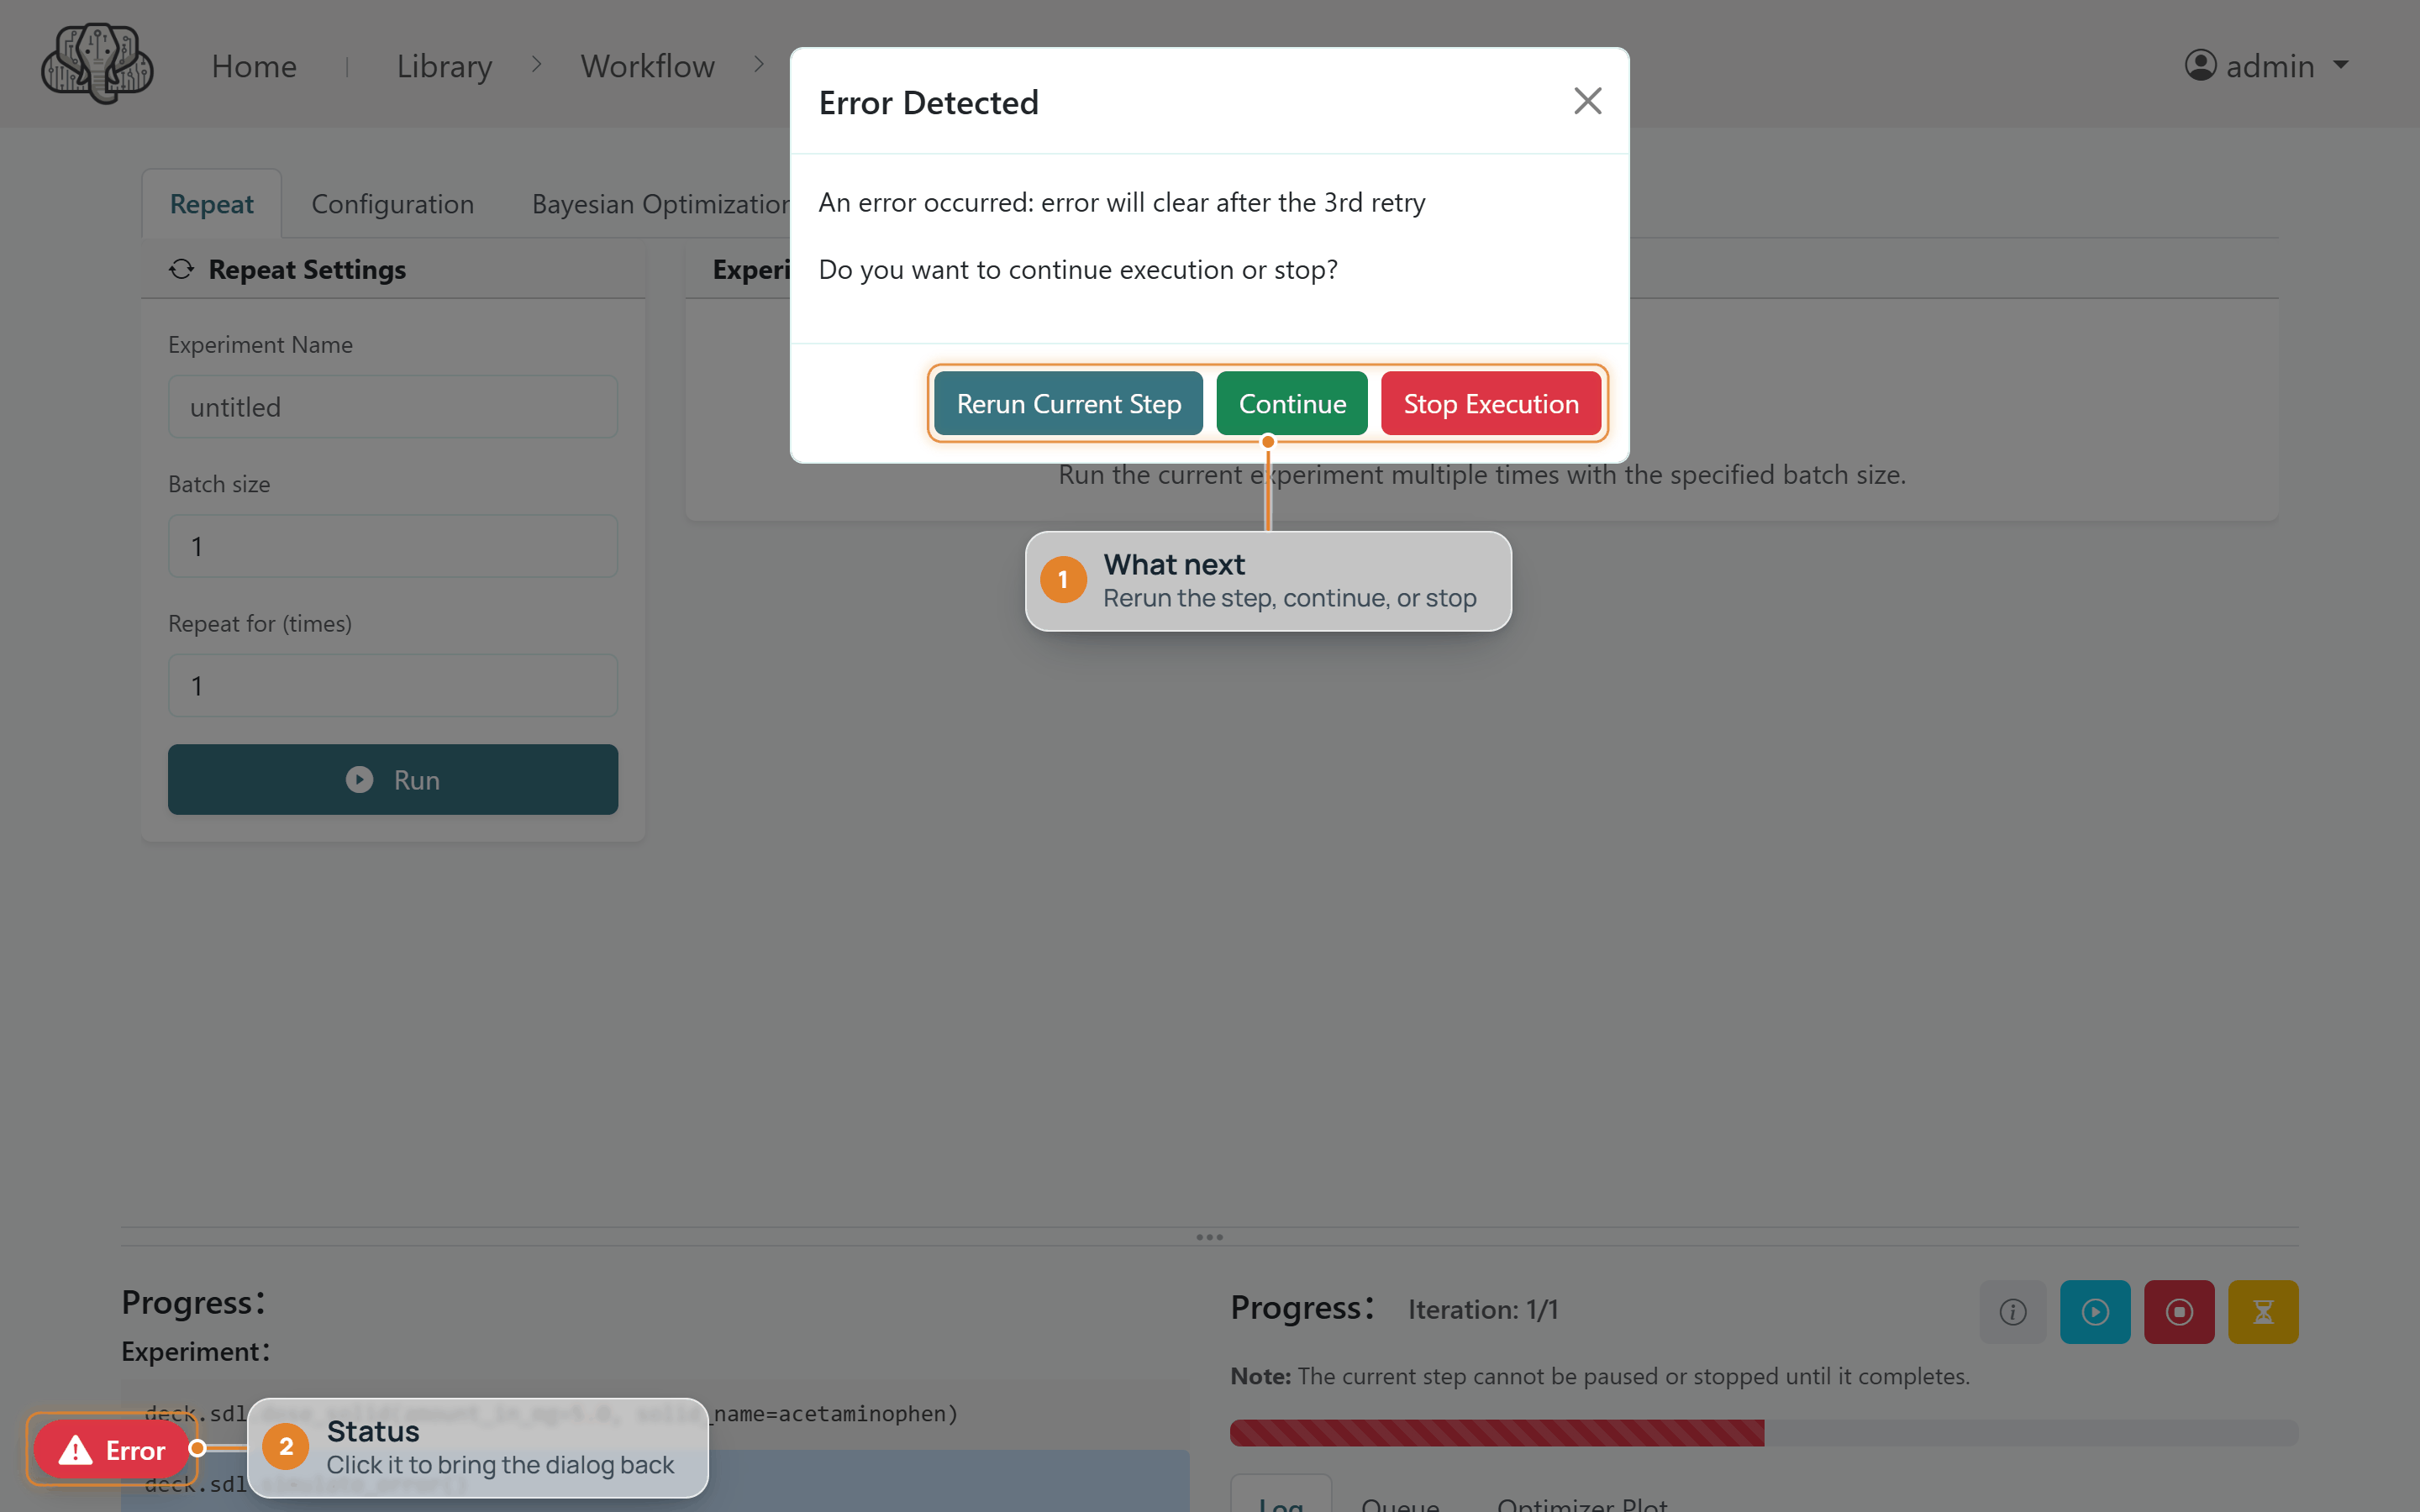 Home | Library > Workflow >
admin
Error Detected
An error occurred: error will clear after the 3rd retry
Do you want to continue execution or stop?
Rerun Current Step
Continue
Stop Execution
Repeat
Configuration
Bayesian Optimization
Repeat Settings
Experi
Experiment Name
untitled
Batch size
1
Repeat for (times)
1
Run
Run the current experiment multiple times with the specified batch size.
1
What next
Rerun the step, continue, or stop
Progress:
Experiment:
deck.sdl
_name=acetaminophen)
deck.sdl
Error
2
Status
Click it to bring the dialog back
Progress:
Iteration: 1/1
Note: The current step cannot be paused or stopped until it completes.
Log
Queue
Optimizer Plot